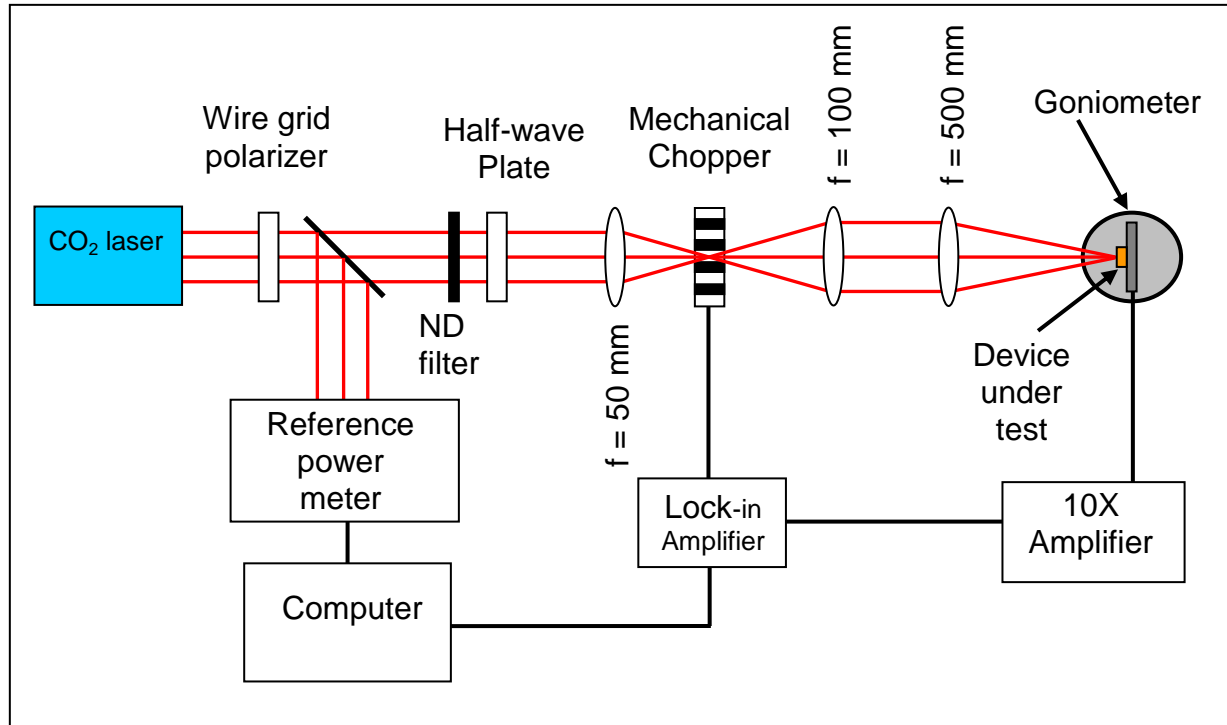 Wire grid
polarizer
Half-wave
Plate
Mechanical
Chopper
f = 100 mm
f = 500 mm
Goniometer
CO₂ laser
ND
filter
f = 50 mm
Device
under
test
Reference
power
meter
Lock-in
Amplifier
10X
Amplifier
Computer